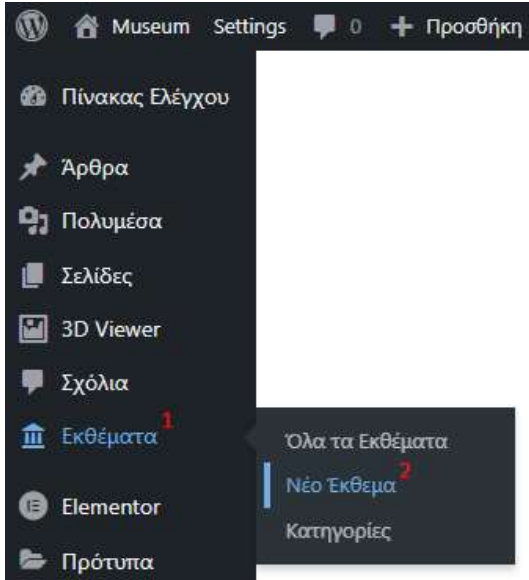 Museum Settings 0 + Προσθήκη
Πίνακας Ελέγχου
Άρθρα
Πολυμέσα
Σελίδες
3D Viewer
Σχόλια
Εκθέματα 1
Όλα τα Εκθέματα
Νέο Έκθεμα 2
Κατηγορίες
Elementor
Πρότυπα